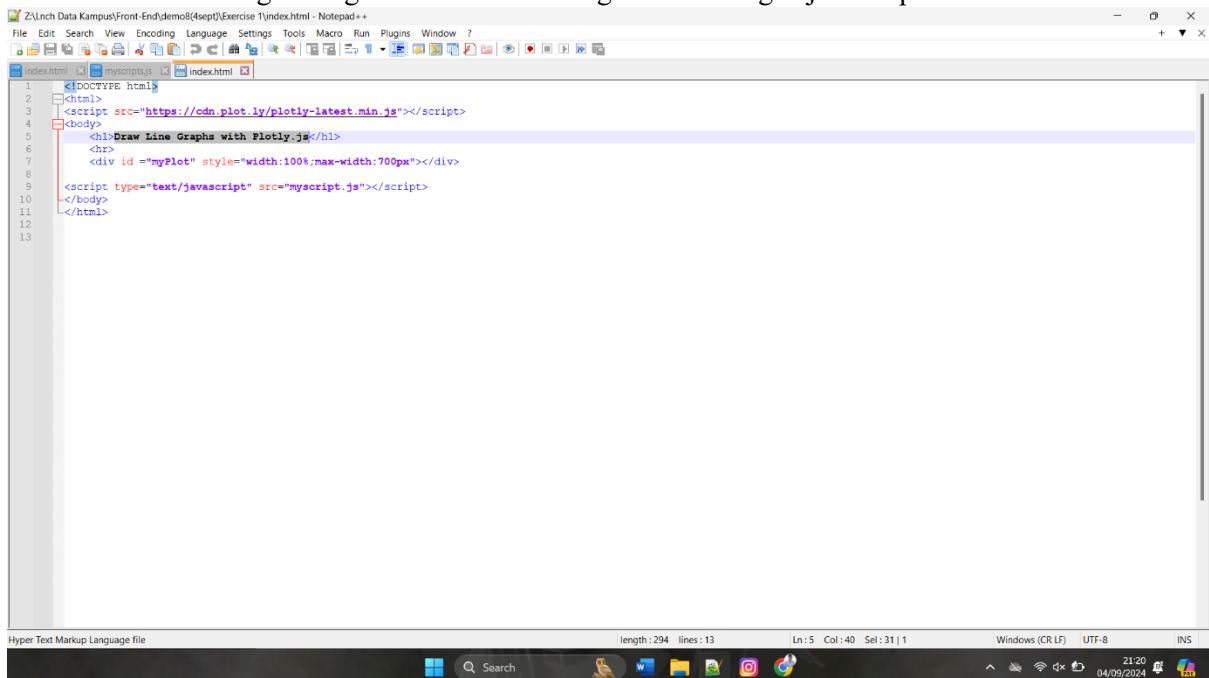 Z:\Lnch Data Kampus\Front-End\demo8(4sept)\Exercise 1\index.html - Notepad++
File Edit Search View Encoding Language Settings Tools Macro Run Plugins Window ?
index.html myscripts.js index.html
1 <!DOCTYPE html>
2 <html>
3 <script src="https://cdn.plot.ly/plotly-latest.min.js"></script>
4 <body>
5 <h1>Draw Line Graphs with Plotly.js</h1>
6 <hr>
7 <div id ="myPlot" style="width:100%;max-width:700px"></div>
8
9 <script type="text/javascript" src="myscript.js"></script>
10 </body>
11 </html>
12
13
Hyper Text Markup Language file length : 294 lines : 13 Ln : 5 Col : 40 Sel : 31 | 1 Windows (CR LF) UTF-8 INS
Search 21:20
04/09/2024